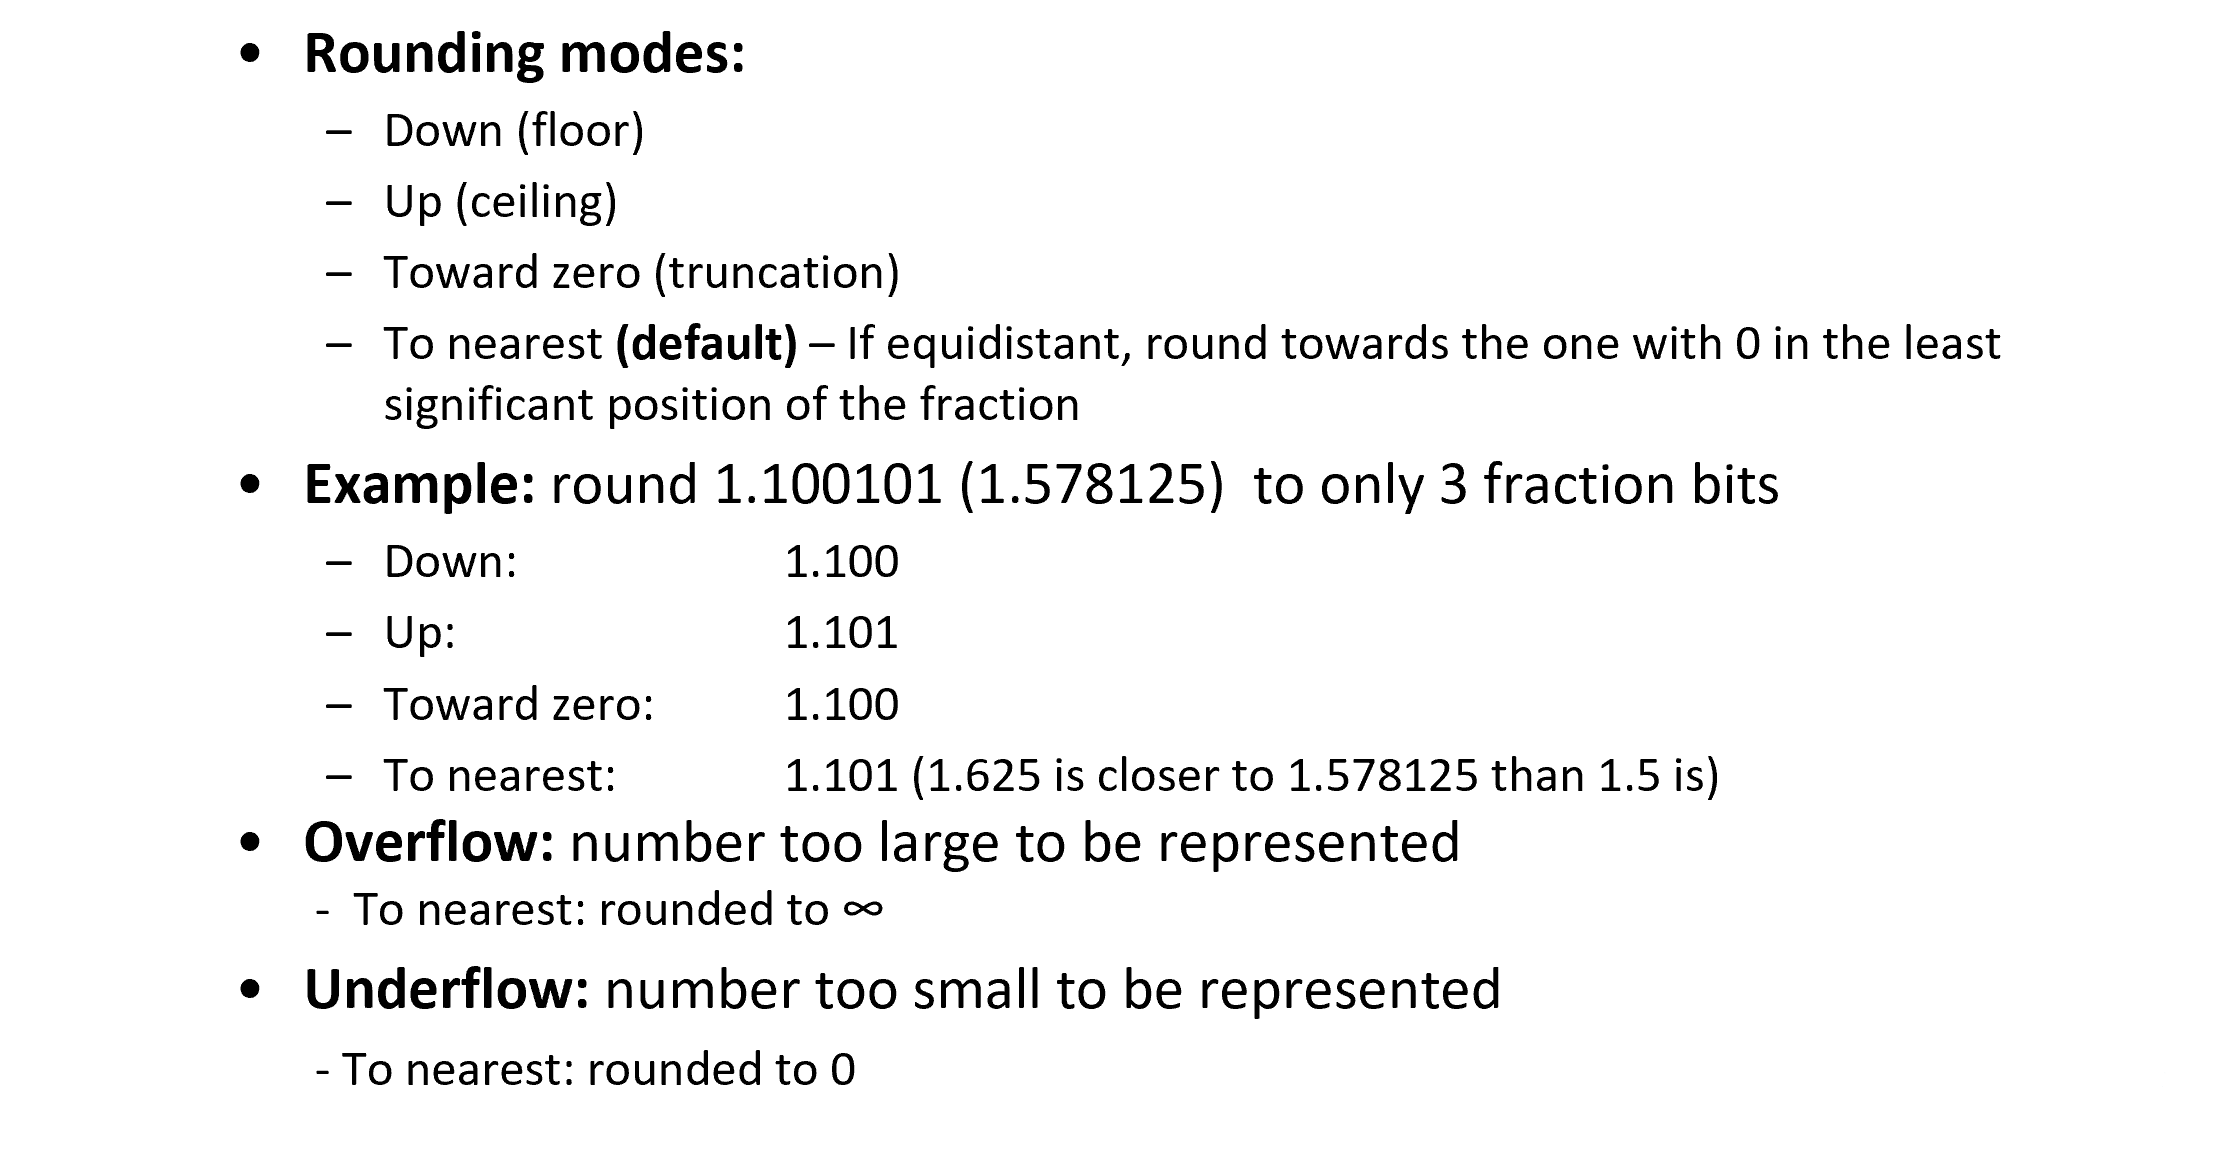 • Rounding modes:
– Down (floor)
– Up (ceiling)
– Toward zero (truncation)
– To nearest (default) – If equidistant, round towards the one with 0 in the least
significant position of the fraction
• Example: round 1.100101 (1.578125)  to only 3 fraction bits
– Down: 1.100
– Up: 1.101
– Toward zero: 1.100
– To nearest: 1.101 (1.625 is closer to 1.578125 than 1.5 is)
• Overflow: number too large to be represented
- To nearest: rounded to ∞
• Underflow: number too small to be represented
- To nearest: rounded to 0